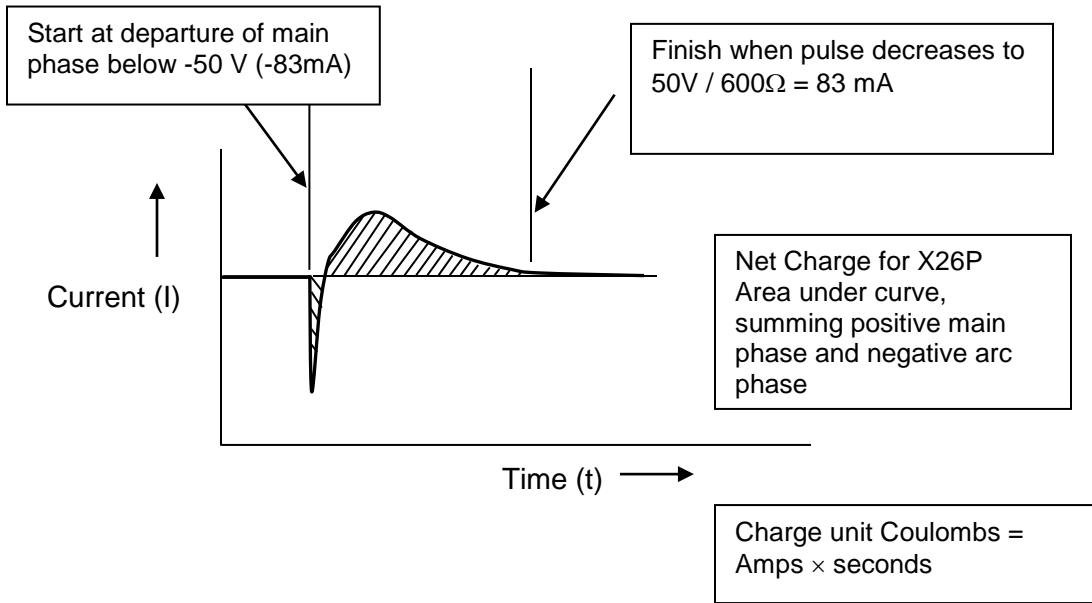 Start at departure of main
phase below -50 V (-83mA)
Finish when pulse decreases to
50V / 600Ω = 83 mA
Current (I)
Net Charge for X26P
Area under curve,
summing positive main
phase and negative arc
phase
Time (t)
Charge unit Coulombs =
Amps × seconds